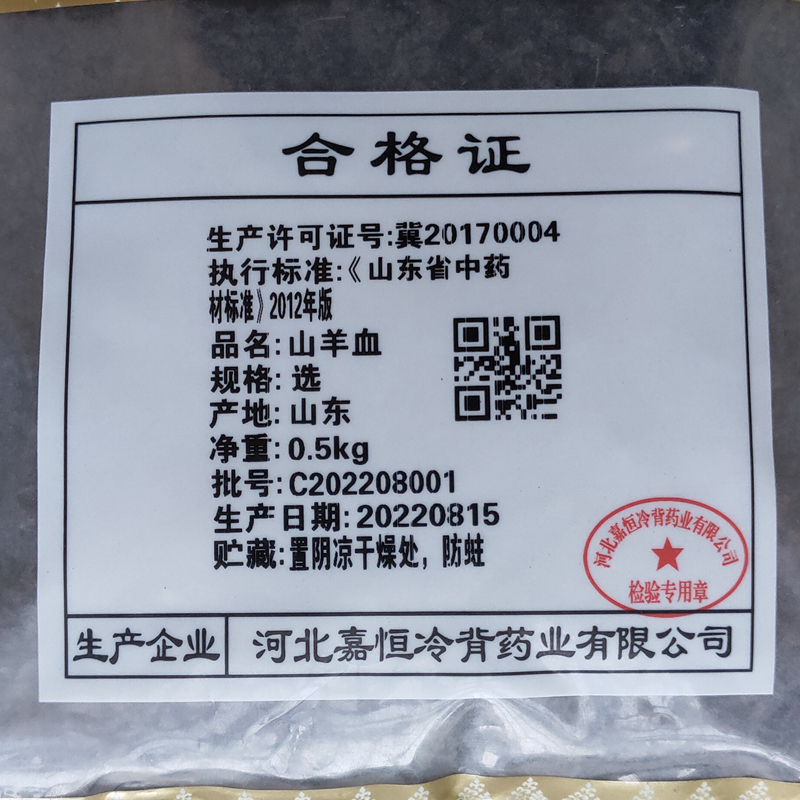 合格证
生产许可证号:冀20170004
执行标准:《山东省中药
材标准》2012年版
品名:山羊血
规格:选
产地:山东
净重:0.5kg
批号:C202208001
生产日期:20220815
贮藏:置阴凉干燥处，防蛀
河北嘉恒冷背药业有限公司
检验专用章
生产企业 河北嘉恒冷背药业有限公司